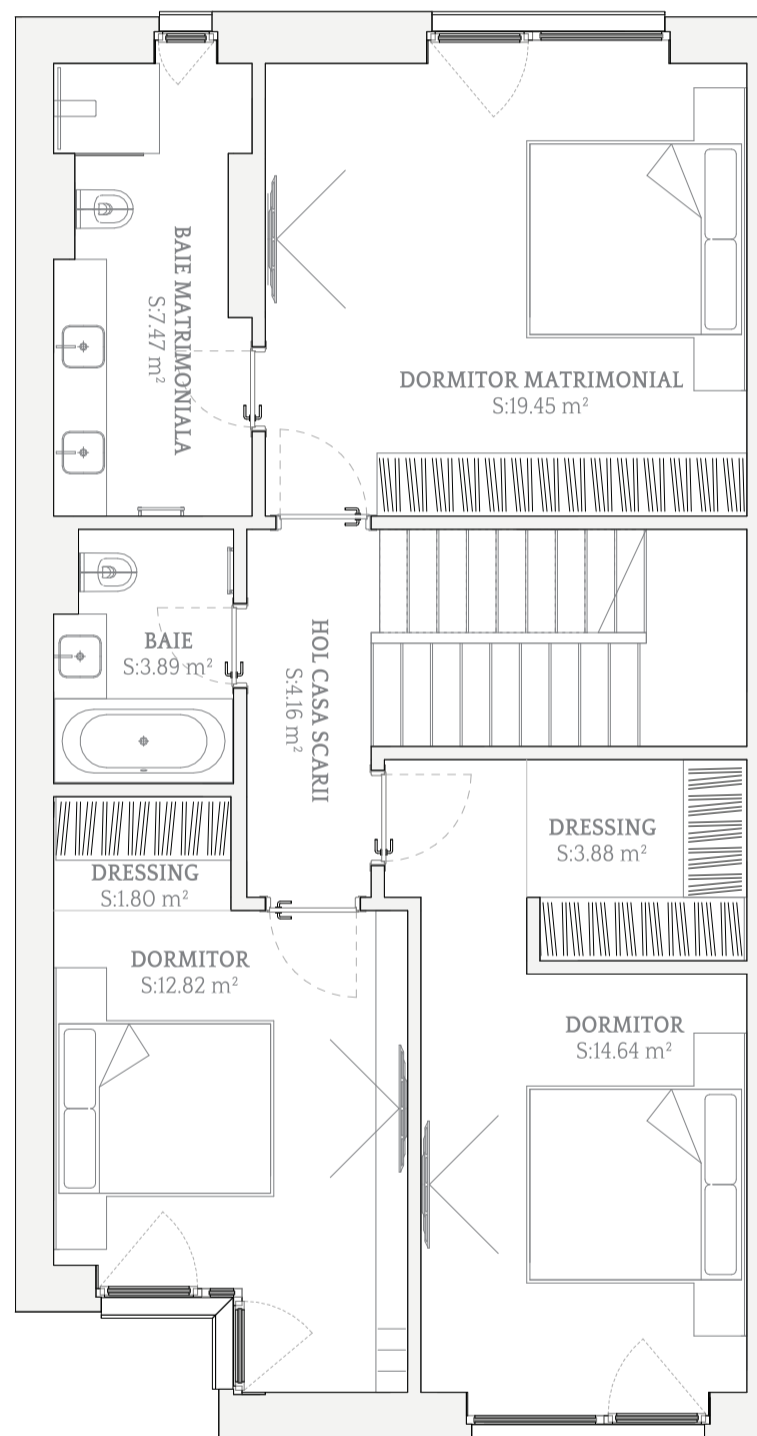 BAIE MATRIMONIALA
S:7.47 m²
DORMITOR MATRIMONIAL
S:19.45 m²
BAIE
S:3.89 m²
HOL CASA SCARII
S:4.16 m²
DRESSING
S:3.88 m²
DRESSING
S:1.80 m²
DORMITOR
S:12.82 m²
DORMITOR
S:14.64 m²